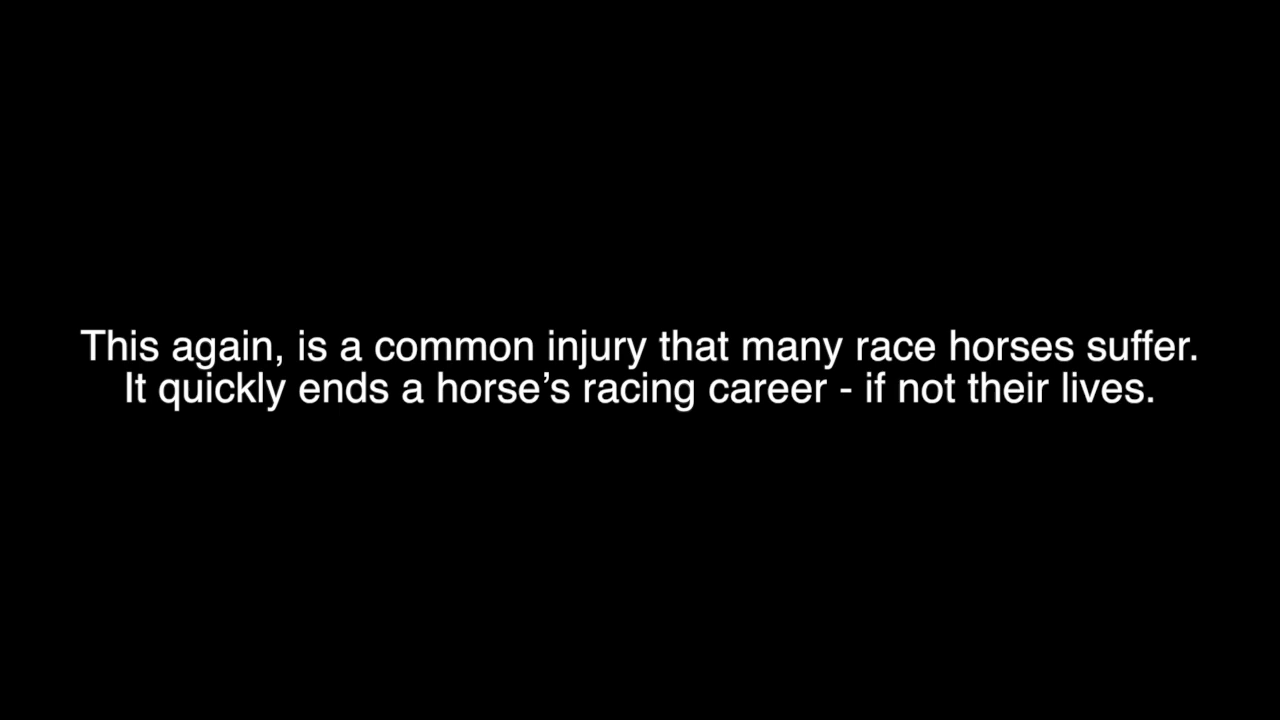 This again, is a common injury that many race horses suffer.
It quickly ends a horse’s racing career - if not their lives.